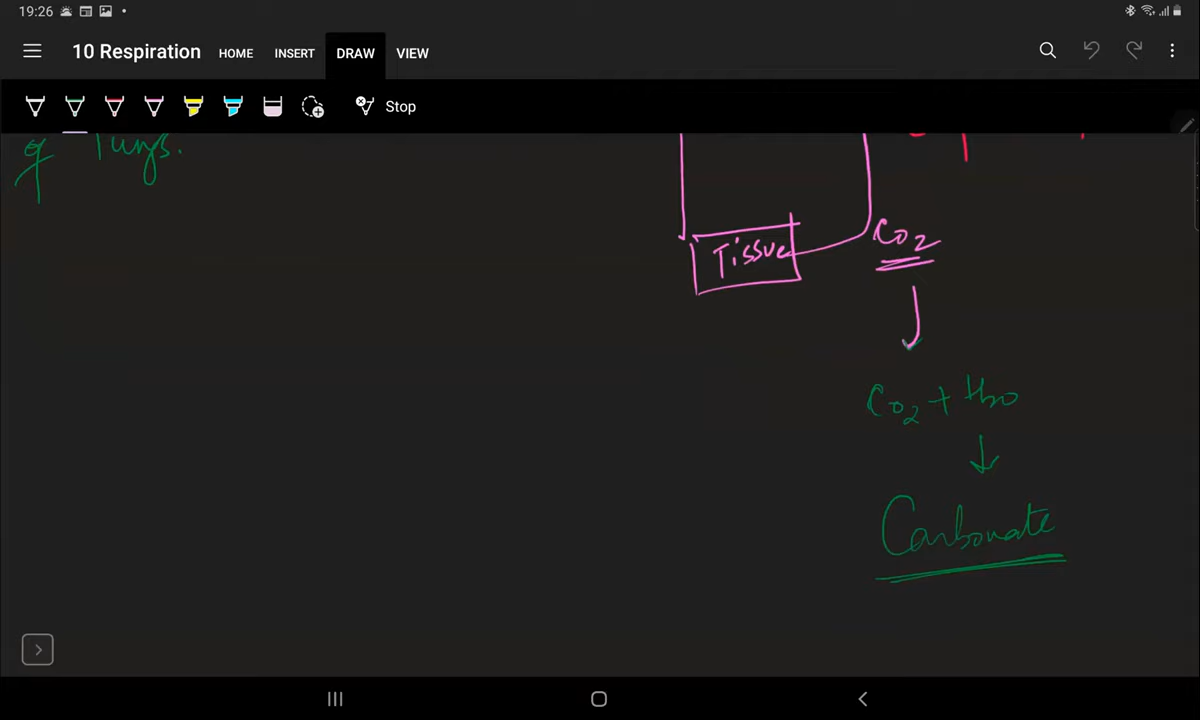 19:26
10 Respiration HOME INSERT DRAW VIEW
Stop
of lungs.
Tissue
CO2
CO2 + H2O
Carbonate